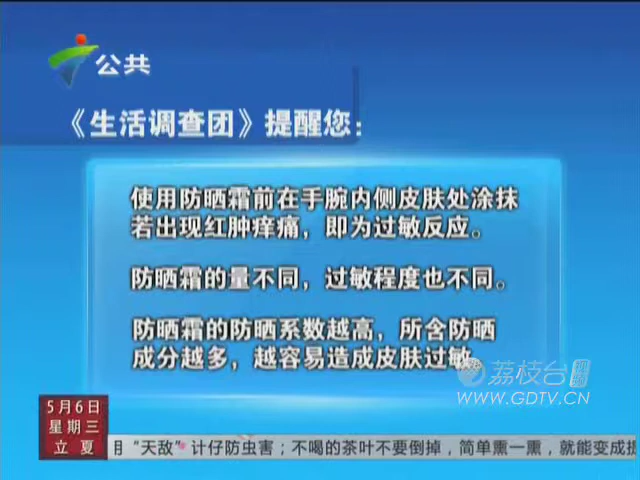 公共
《生活调查团》提醒您：
使用防晒霜前在手腕内侧皮肤处涂抹
若出现红肿痒痛，即为过敏反应。
防晒霜的量不同，过敏程度也不同。
防晒霜的防晒系数越高，所含防晒
成分越多，越容易造成皮肤过敏
荔枝台
WWW.GDTV.CN
5月6日
星期三
立夏
用“天敌”计仔防虫害；不喝的茶叶不要倒掉，简单熏一熏，就能变成